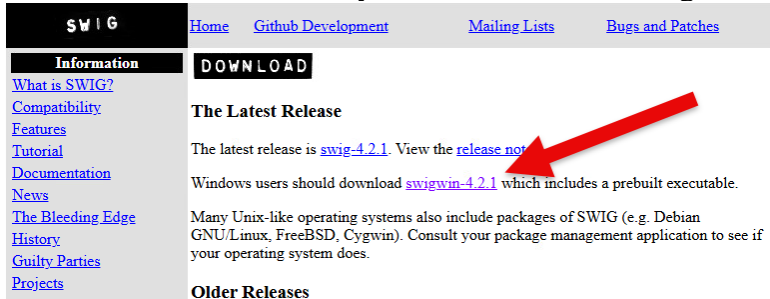 SWIG
Home Github Development Mailing Lists Bugs and Patches
Information
What is SWIG?
Compatibility
Features
Tutorial
Documentation
News
The Bleeding Edge
History
Guilty Parties
Projects
DOWNLOAD
The Latest Release
The latest release is swig-4.2.1. View the release
Windows users should download swigwin-4.2.1 which includes a prebuilt executable.
Many Unix-like operating systems also include packages of SWIG (e.g. Debian
GNU/Linux, FreeBSD, Cygwin). Consult your package management application to see if
your operating system does.
Older Releases